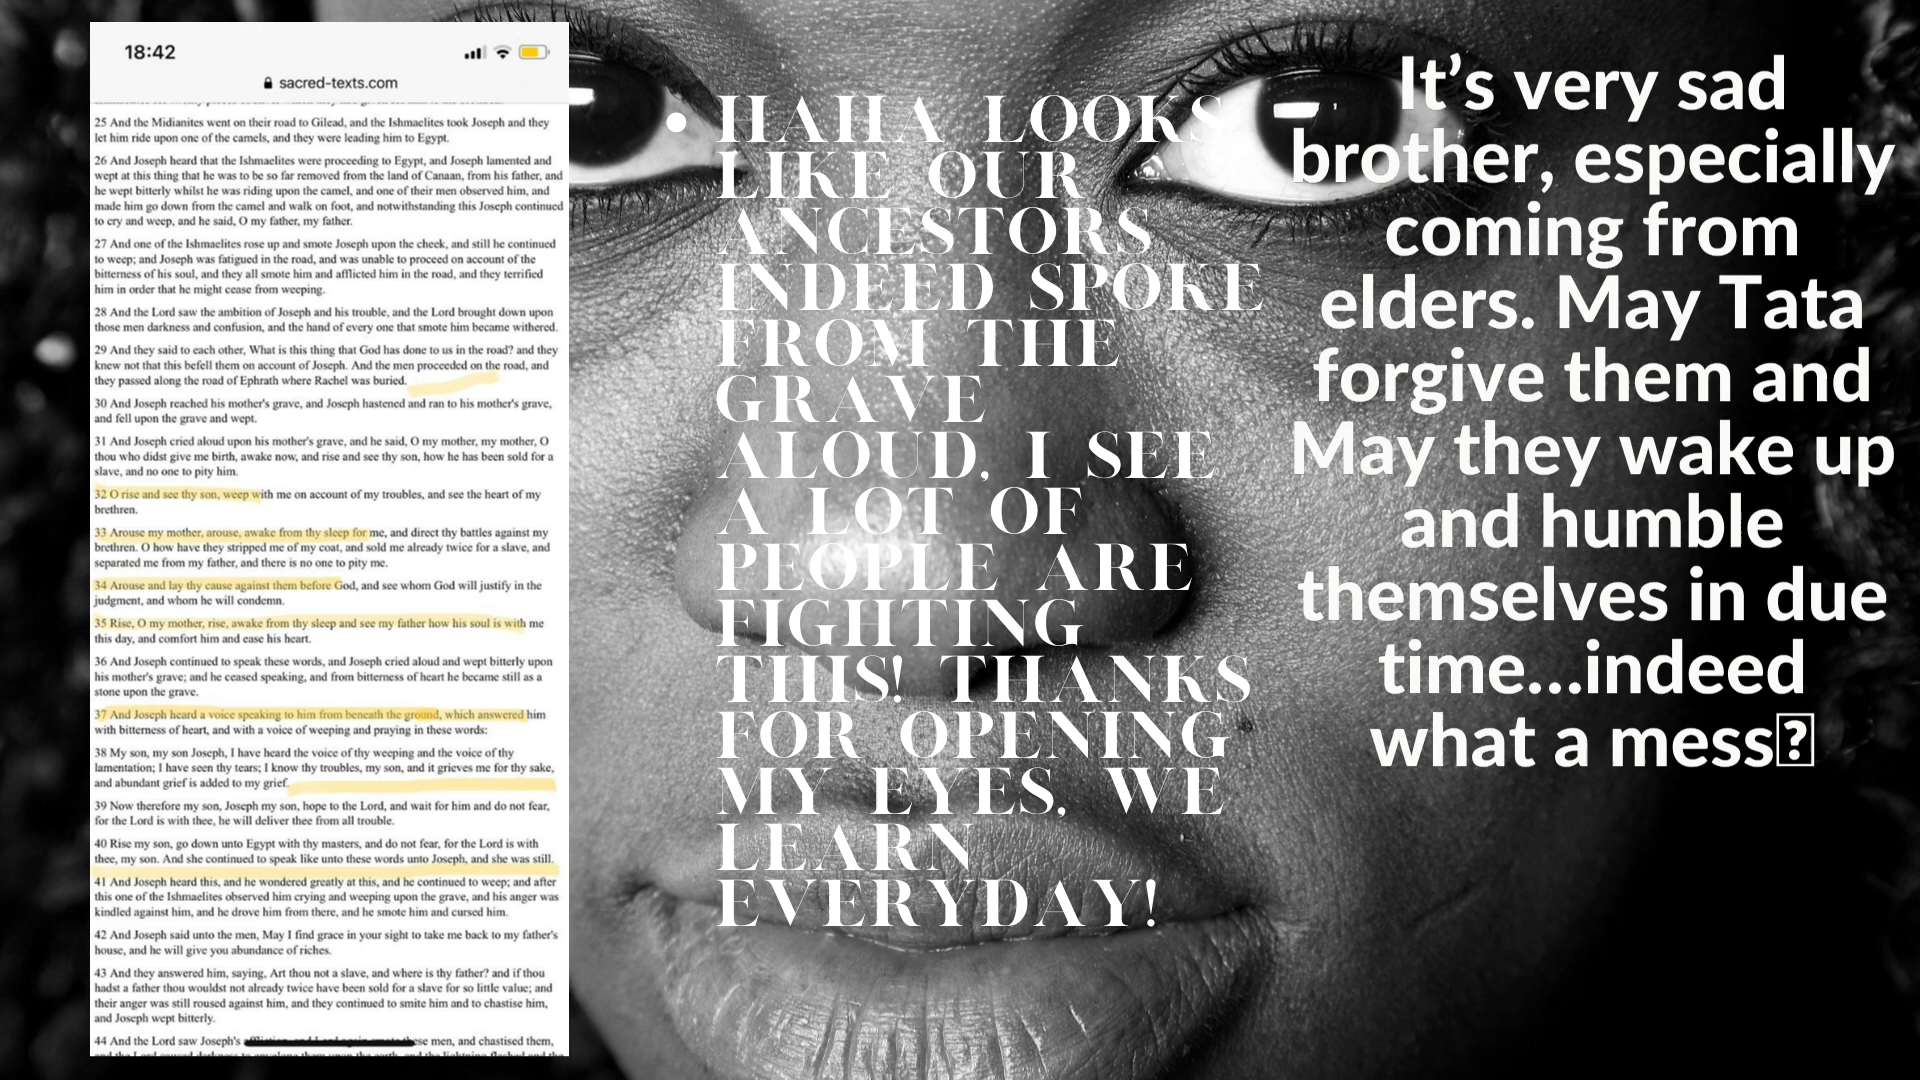 18:42
sacred-texts.com
25 And the Midianites went on their road to Gilead, and the Ishmaelites took Joseph and they
let him ride upon one of the camels, and they were leading him to Egypt.
26 And Joseph heard that the Ishmaelites were proceeding to Egypt, and Joseph lamented and
wept at this thing that he was to be so far removed from the land of Canaan, from his father, and
he wept bitterly whilst he was riding upon the camel, and one of their men observed him, and
made him go down from the camel and walk on foot, and notwithstanding this Joseph continued
to cry and weep, and he said, O my father, my father.
27 And one of the Ishmaelites rose up and smote Joseph upon the cheek, and still he continued
to weep; and Joseph was fatigued in the road, and was unable to proceed on account of the
bitterness of his soul, and they all smote him and afflicted him in the road, and they terrified
him in order that he might cease from weeping.
28 And the Lord saw the ambition of Joseph and his trouble, and the Lord brought down upon
those men darkness and confusion, and the hand of every one that smote him became withered.
29 And they said to each other, What is this thing that God has done to us in the road? and they
knew not that this befell them on account of Joseph. And the men proceeded on the road, and
they passed along the road of Ephrath where Rachel was buried.
30 And Joseph reached his mother's grave, and Joseph hastened and ran to his mother's grave,
and fell upon the grave and wept.
31 And Joseph cried aloud upon his mother's grave, and he said, O my mother, my mother, O
thou who didst give me birth, awake now, and rise and see thy son, how he has been sold for a
slave, and no one to pity him.
32 O rise and see thy son, weep with me on account of my troubles, and see the heart of my
brethren.
33 Arouse my mother, arouse, awake from thy sleep for me, and direct thy battles against my
brethren. O how have they stripped me of my coat, and sold me already twice for a slave, and
separated me from my father, and there is no one to pity me.
34 Arouse and lay thy cause against them before God, and see whom God will justify in the
judgment, and whom he will condemn.
35 Rise, O my mother, rise, awake from thy sleep and see my father how his soul is with me
this day, and comfort him and ease his heart.
36 And Joseph continued to speak these words, and Joseph cried aloud and wept bitterly upon
his mother's grave; and he ceased speaking, and from bitterness of heart he became still as a
stone upon the grave.
37 And Joseph heard a voice speaking to him from beneath the ground, which answered him
with bitterness of heart, and with a voice of weeping and praying in these words:
38 My son, my son Joseph, I have heard the voice of thy weeping and the voice of thy
lamentation; I have seen thy tears; I know thy troubles, my son, and it grieves me for thy sake,
and abundant grief is added to my grief.
39 Now therefore my son, Joseph my son, hope to the Lord, and wait for him and do not fear,
for the Lord is with thee, he will deliver thee from all trouble.
40 Rise my son, go down unto Egypt with thy masters, and do not fear, for the Lord is with
thee, my son. And she continued to speak like unto these words unto Joseph, and she was still.
41 And Joseph heard this, and he wondered greatly at this, and he continued to weep; and after
this one of the Ishmaelites observed him crying and weeping upon the grave, and his anger was
kindled against him, and he drove him from there, and he smote him and cursed him.
42 And Joseph said unto the men, May I find grace in your sight to take me back to my father's
house, and he will give you abundance of riches.
43 And they answered him, saying, Art thou not a slave, and where is thy father? and if thou
hadst a father thou wouldst not already twice have been sold for a slave for so little value; and
their anger was still roused against him, and they continued to smite him and to chastise him,
and Joseph wept bitterly.
44 And the Lord saw Joseph's these men, and chastised them,
• HAHA LOOKS
LIKE OUR
ANCESTORS
INDEED SPOKE
FROM THE
GRAVE
ALOUD, I SEE
A LOT OF
PEOPLE ARE
FIGHTING
THIS! THANKS
FOR OPENING
MY EYES, WE
LEARN
EVERYDAY!
It's very sad
brother, especially
coming from
elders. May Tata
forgive them and
May they wake up
and humble
themselves in due
time...indeed
what a mess